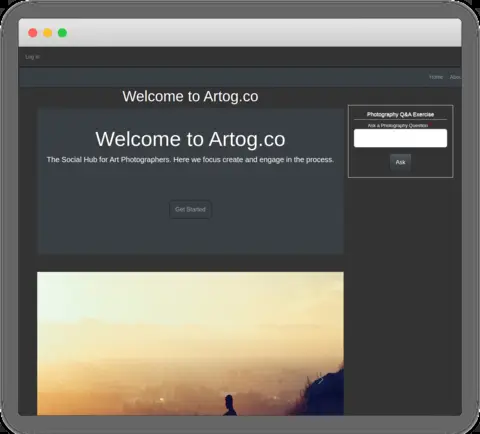 Log in
Home
Welcome to Artog.co
Welcome to Artog.co
The Social Hub for Art Photographers. Here we focus create and engage in the process.
Get Started
Photography Q&A Exercise
Ask a Photography Question
Ask